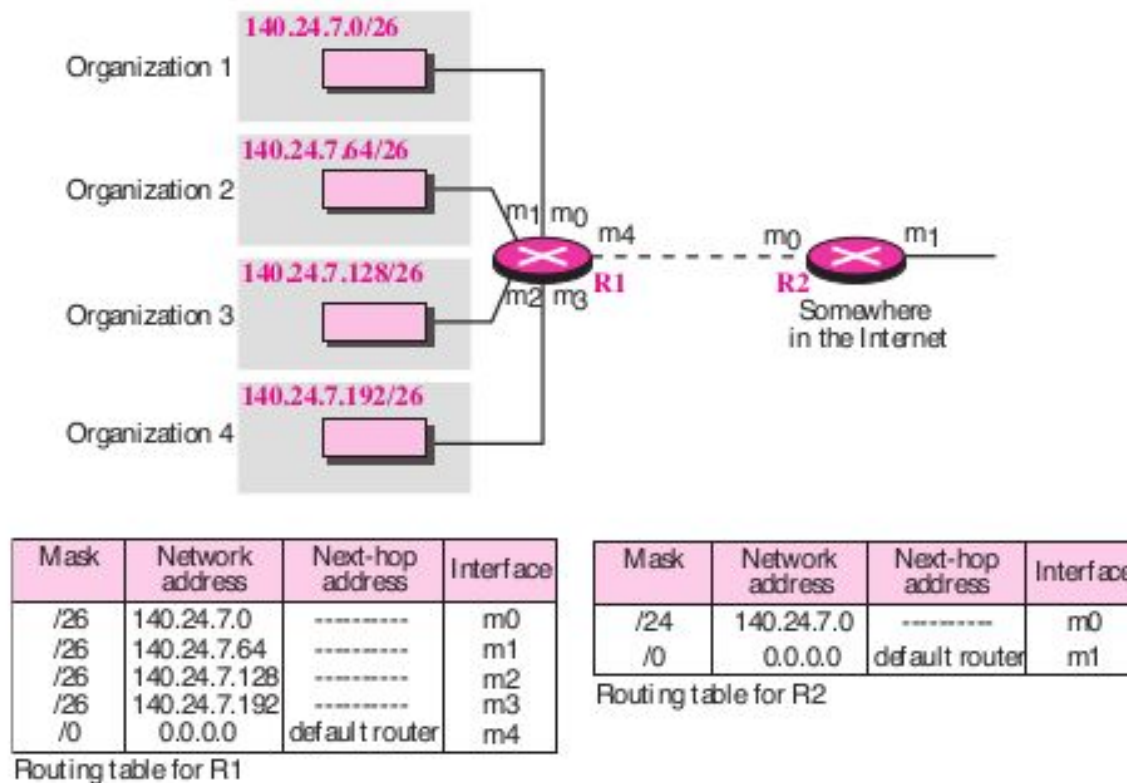 140.24.7.0/26
Organization 1
140.24.7.64/26
Organization 2
m1 m0
m4
m0
m1
140.24.7.128/26
R1
R2
m2 m3
Organization 3
Somewhere
in the Internet
140.24.7.192/26
Organization 4
Mask Network address Next-hop address Interface
/26 140.24.7.0 ---------- m0
/26 140.24.7.64 ---------- m1
/26 140.24.7.128 ---------- m2
/26 140.24.7.192 ---------- m3
/0 0.0.0.0 default router m4
Routing table for R1
Mask Network address Next-hop address Interface
/24 140.24.7.0 ---------- m0
/0 0.0.0.0 default router m1
Routing table for R2